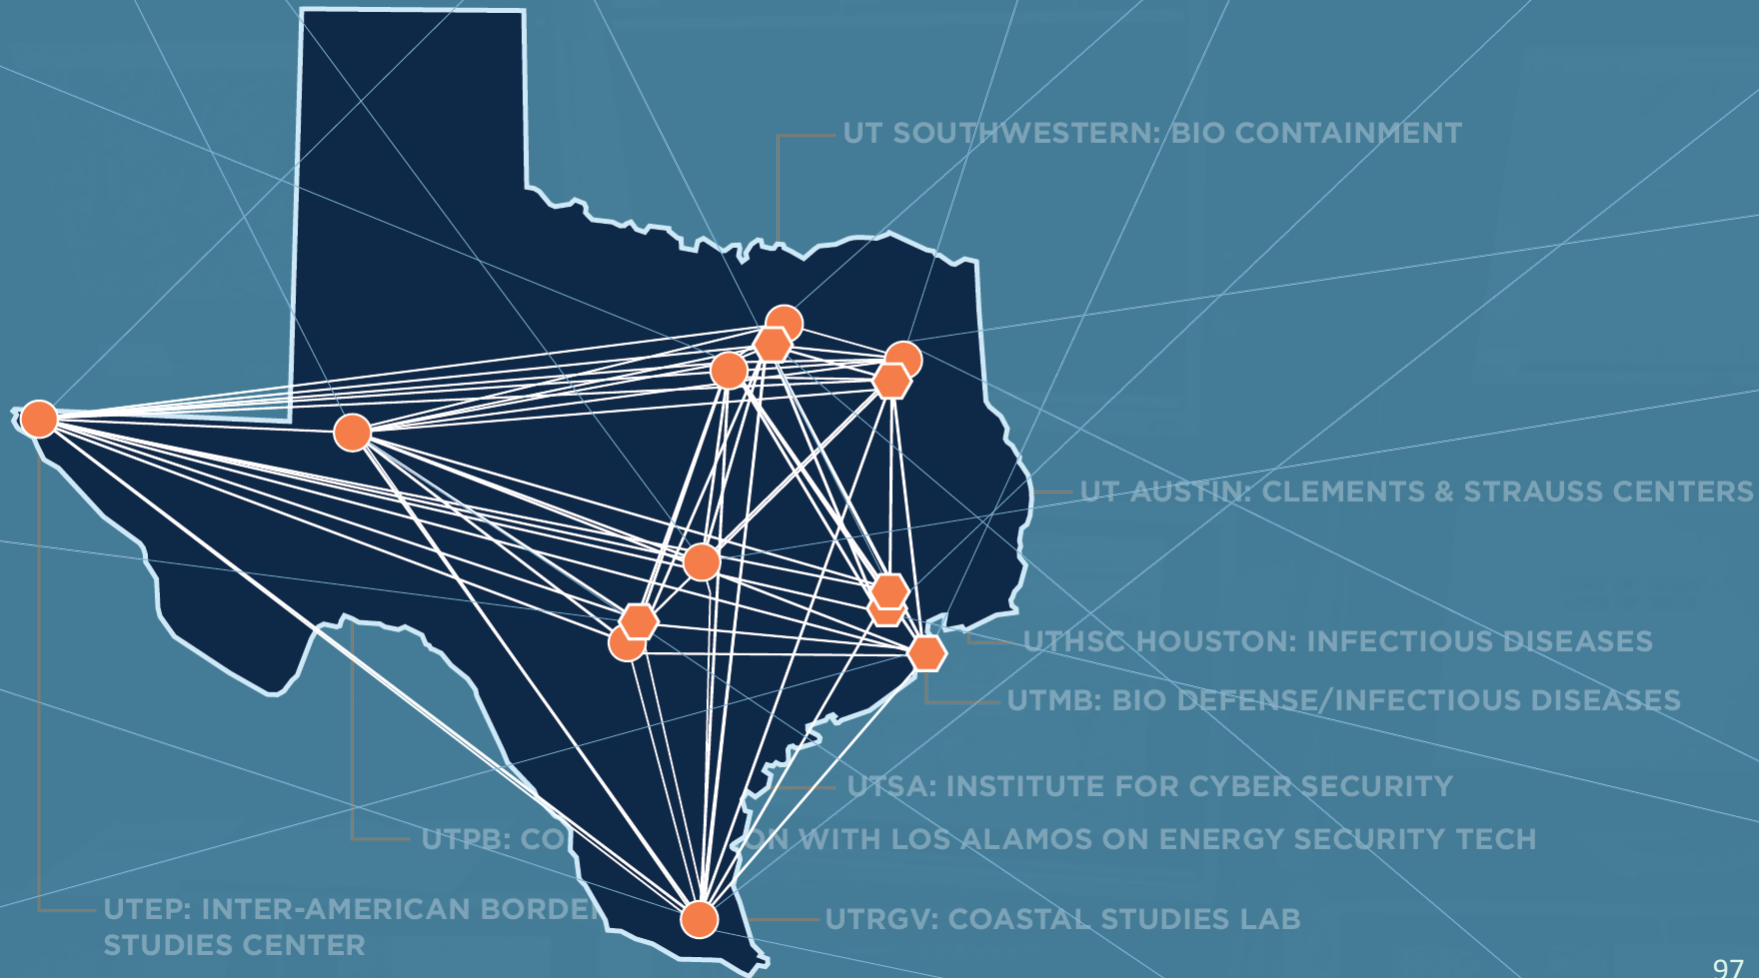 UT SOUTHWESTERN: BIO CONTAINMENT
UT AUSTIN: CLEMENTS & STRAUSS CENTERS
UTHSC HOUSTON: INFECTIOUS DISEASES
UTMB: BIO DEFENSE/INFECTIOUS DISEASES
UTSA: INSTITUTE FOR CYBER SECURITY
UTPB: CO ON WITH LOS ALAMOS ON ENERGY SECURITY TECH
UTEP: INTER-AMERICAN BORDE
STUDIES CENTER
UTRGV: COASTAL STUDIES LAB
97